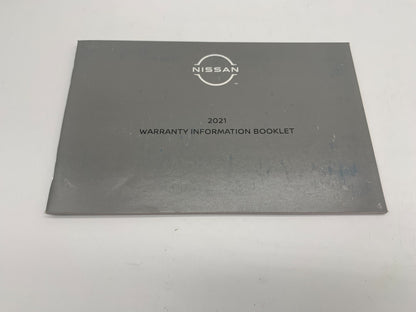 NISSAN
2021
WARRANTY INFORMATION BOOKLET